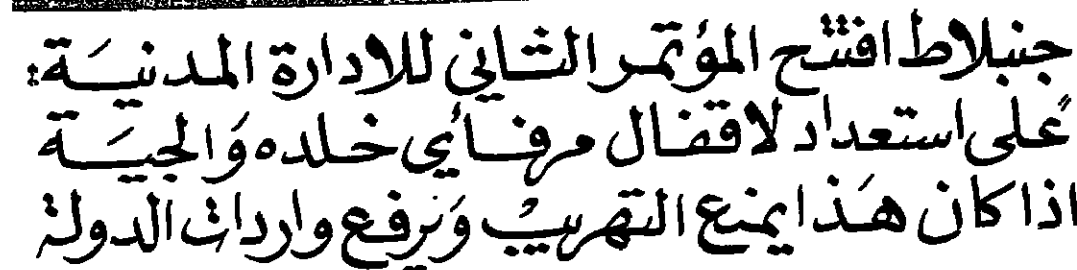 جنبلاط افتتح المؤتمر الثاني للادارة المدنية:
على استعداد لاقفال مرفأي خلده والجية
اذا كان هذا يمنع التهريب ويرفع واردات الدولة